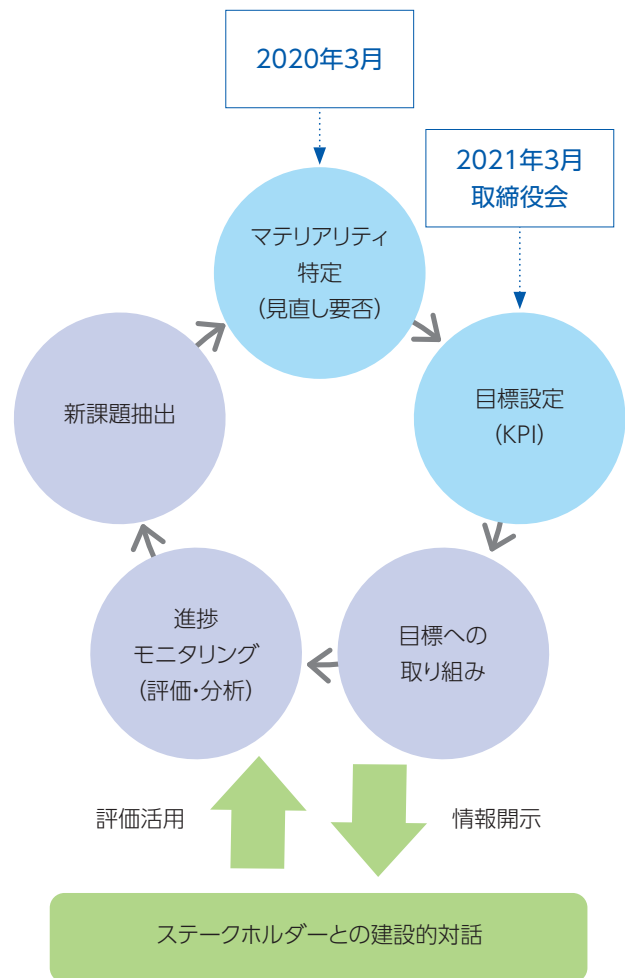 2020年3月
2021年3月
取締役会
マテリアリティ
特定
(見直し要否)
目標設定
(KPI)
新課題抽出
進捗
モニタリング
(評価・分析)
目標への
取り組み
評価活用
情報開示
ステークホルダーとの建設的対話